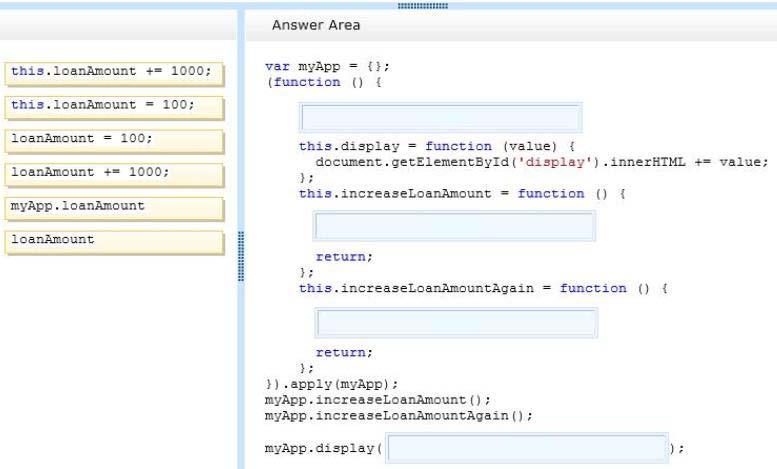 Answer Area
this.loanAmount += 1000;
this.loanAmount = 100;
loanAmount = 100;
loanAmount += 1000;
myApp.loanAmount
loanAmount
var myApp = {};
(function () {
this.display = function (value) {
document.getElementById('display').innerHTML += value;
};
this.increaseLoanAmount = function () {
return;
};
this.increaseLoanAmountAgain = function () {
return;
};
}).apply(myApp);
myApp.increaseLoanAmount();
myApp.increaseLoanAmountAgain();
myApp.display( );